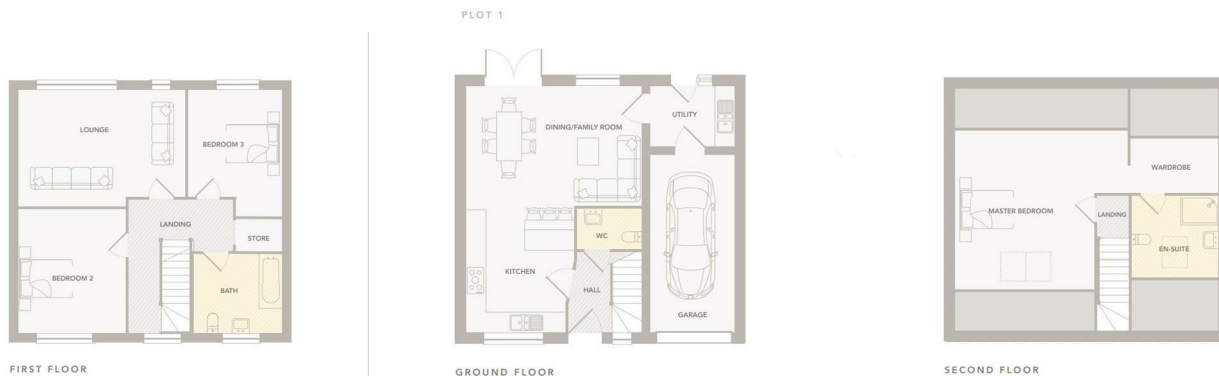 PLOT 1
LOUNGE
BEDROOM 3
LANDING
STORE
BEDROOM 2
BATH
FIRST FLOOR
DINING/FAMILY ROOM
UTILITY
WC
KITCHEN
HALL
GARAGE
GROUND FLOOR
WARDROBE
MASTER BEDROOM
LANDING
EN-SUITE
SECOND FLOOR